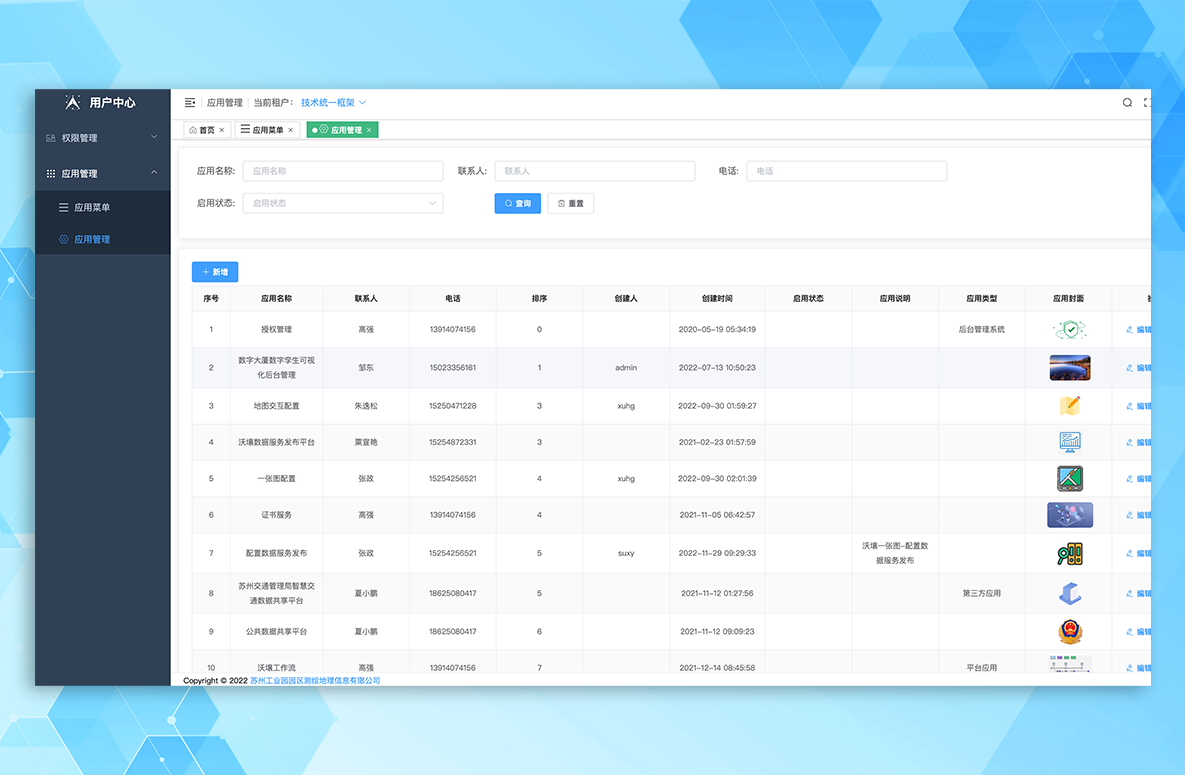 用户中心
应用管理 当前租户: 技术统一框架
权限管理
首页 × 应用菜单 × 应用管理 ×
应用管理
应用名称: 应用名称 联系人: 联系人 电话: 电话
应用菜单
启用状态: 启用状态 查询 重置
应用管理
+ 新增
序号 应用名称 联系人 电话 排序 创建人 创建时间 启用状态 应用说明 应用类型 应用封面
1 授权管理 高强 13914074156 0 2020-05-19 05:34:19 后台管理系统 编辑
数字大厦数字孪生可视
2 邹东 15023356161 1 admin 2022-07-13 10:50:23 编辑
化后台管理
3 地图交互配置 朱逸松 15250471228 3 xuhg 2022-09-30 01:59:27 编辑
4 沃壤数据服务发布平台 粟宣艳 15254872331 3 2021-02-23 01:57:59 编辑
5 一张图配置 张政 15254256521 4 xuhg 2022-09-30 02:01:39 编辑
6 证书服务 高强 13914074156 4 2021-11-05 06:42:57 编辑
沃壤一张图-配置数
7 配置数据服务发布 张政 15254256521 5 suxy 2022-11-29 09:29:33 编辑
据服务发布
苏州交通管理局智慧交
8 夏小鹏 18625080417 5 2021-11-12 01:27:56 第三方应用 编辑
通数据共享平台
9 公共数据共享平台 夏小鹏 18625080417 6 2021-11-12 09:09:23 编辑
10 沃壤工作流 高强 13914074156 7 2021-12-14 08:45:58 平台应用 编辑
Copyright © 2022 苏州工业园园区测绘地理信息有限公司